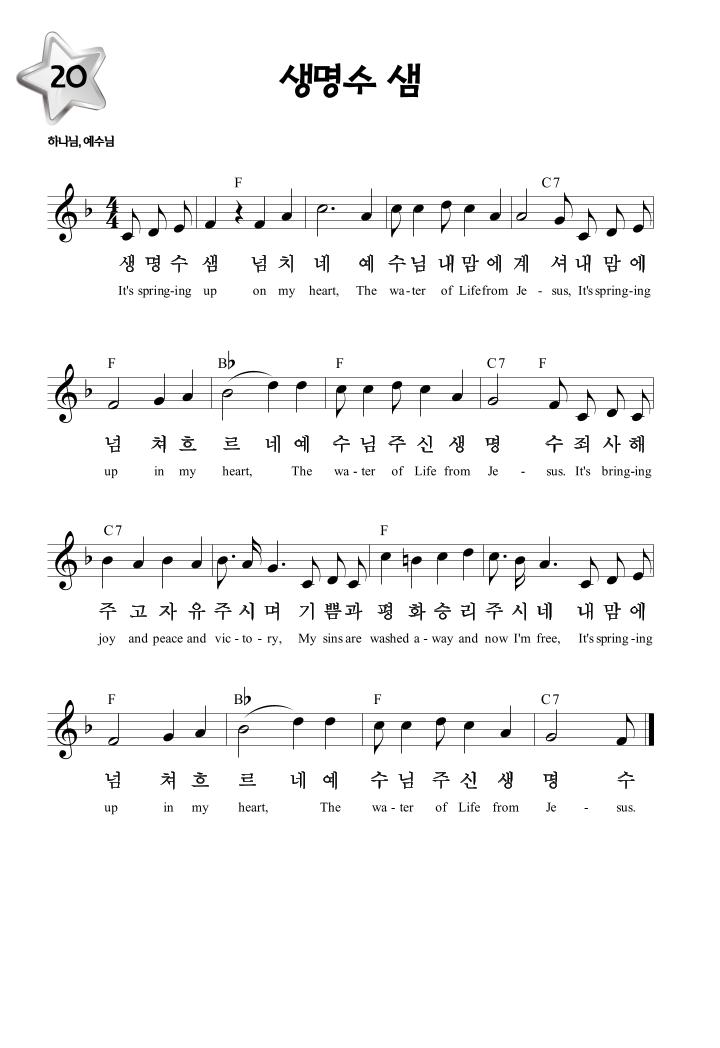 20
생명수 샘
하나님, 예수님
F C7
4
4
생 명 수 샘 넘 치 네 예 수 님 내 맘 에 계 셔 내 맘 에
It's spring-ing up on my heart, The wa-ter of Life from Je - sus, It's spring-ing
F B♭ F C7 F
넘 쳐 흐 르 네 예 수 님 주 신 생 명 수 죄 사 해
up in my heart, The wa - ter of Life from Je - sus. It's bring-ing
C7 F
주 고 자 유 주 시 며 기 쁨 과 평 화 승 리 주 시 네 내 맘 에
joy and peace and vic - to - ry, My sins are washed a - way and now I'm free, It's spring-ing
F B♭ F C7
넘 쳐 흐 르 네 예 수 님 주 신 생 명 수
up in my heart, The wa - ter of Life from Je - sus.